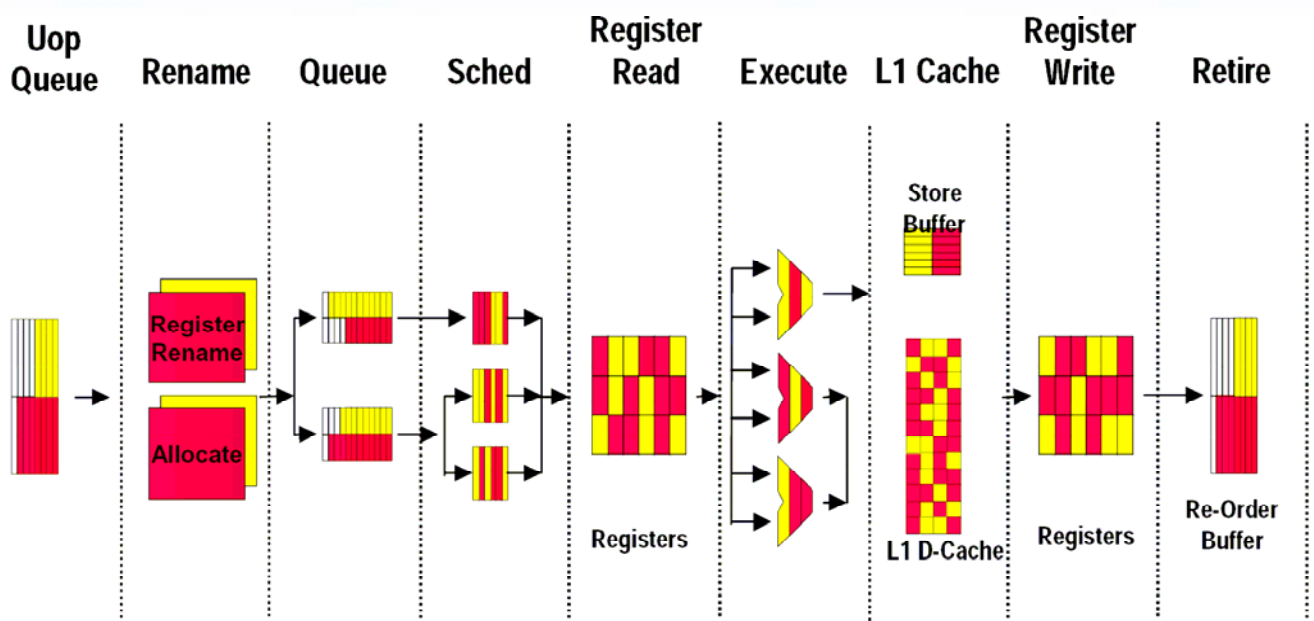 Uop
Queue
Rename
Queue
Sched
Register
Read
Execute
L1 Cache
Register
Write
Retire
Register
Rename
Allocate
Registers
Store
Buffer
L1 D-Cache
Registers
Re-Order
Buffer